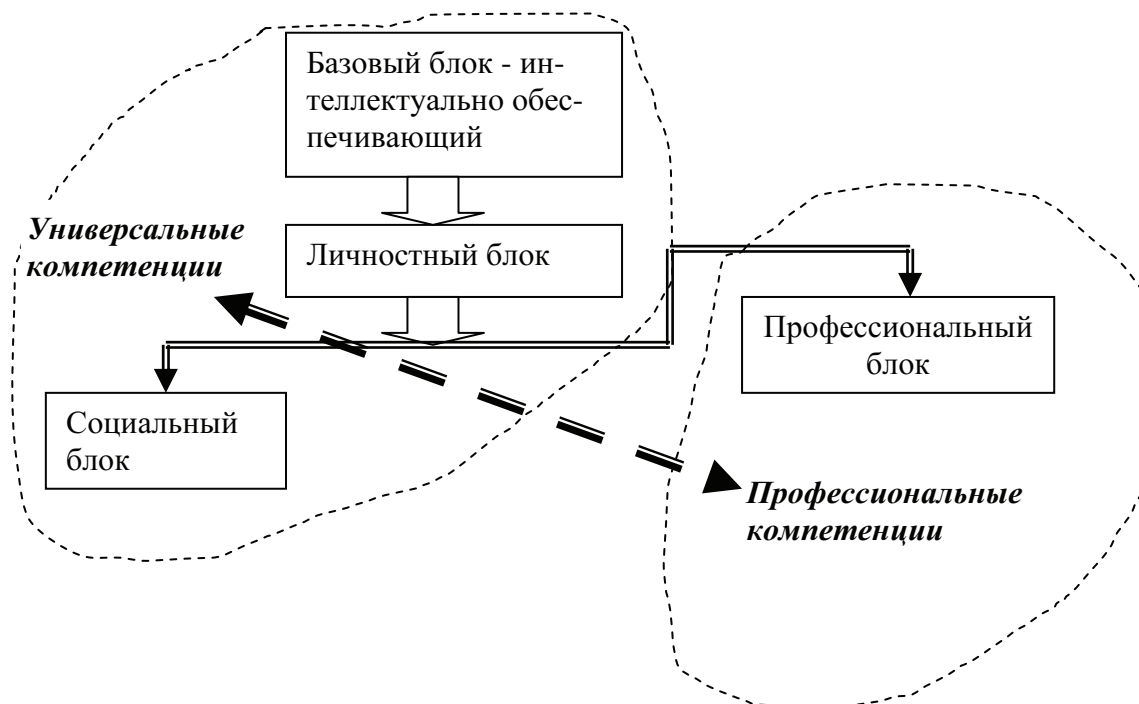 Базовый блок - ин-
теллектуально обес-
печивающий
Универсальные
компетенции
Личностный блок
Профессиональный
блок
Социальный
блок
Профессиональные
компетенции